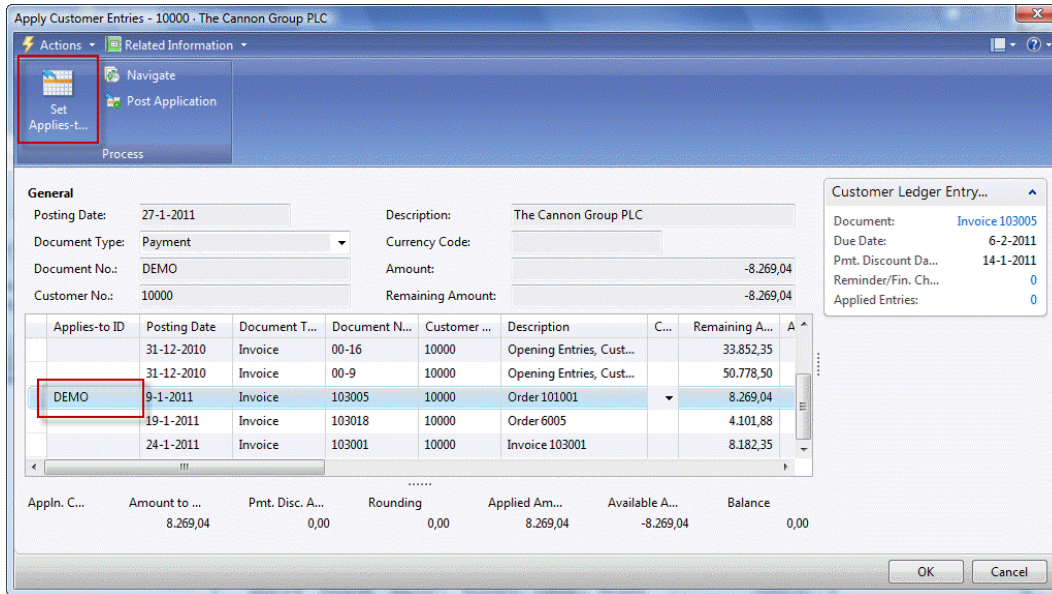 Apply Customer Entries - 10000 · The Cannon Group PLC
Actions Related Information
Set Applies-t...
Navigate
Post Application
Process
General
Posting Date: 27-1-2011 Description: The Cannon Group PLC
Document Type: Payment Currency Code:
Document No.: DEMO Amount: -8.269,04
Customer No.: 10000 Remaining Amount: -8.269,04
Applies-to ID Posting Date Document T... Document N... Customer ... Description C... Remaining A... A
31-12-2010 Invoice 00-16 10000 Opening Entries, Cust... 33.852,35
31-12-2010 Invoice 00-9 10000 Opening Entries, Cust... 50.778,50
DEMO 9-1-2011 Invoice 103005 10000 Order 101001 8.269,04
19-1-2011 Invoice 103018 10000 Order 6005 4.101,88
24-1-2011 Invoice 103001 10000 Invoice 103001 8.182,35
Appln. C... Amount to ... Pmt. Disc. A... Rounding Applied Am... Available A... Balance
8.269,04 0,00 0,00 8.269,04 -8.269,04 0,00
Customer Ledger Entry...
Document: Invoice 103005
Due Date: 6-2-2011
Pmt. Discount Da... 14-1-2011
Reminder/Fin. Ch... 0
Applied Entries: 0
OK Cancel